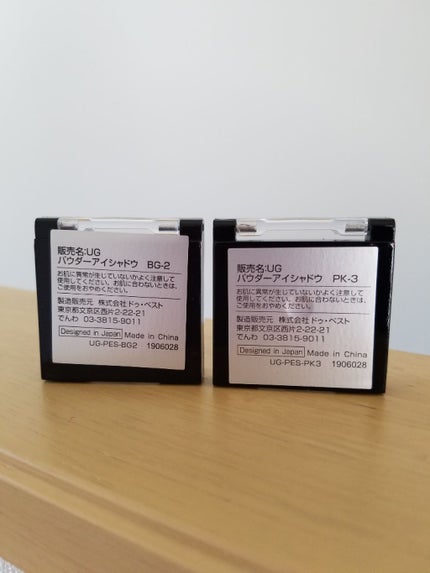 販売名:UG
パウダーアイシャドウ BG-2
お肌に異常が生じていないかよく注意して
使用してください。お肌に合わないときは、
ご使用をおやめください。
製造販売元 株式会社 ドゥ・ベスト
東京都文京区西片2-22-21
でんわ 03-3815-9011
Designed in Japan Made in China
UG-PES-BG2 1906028
販売名:UG
パウダーアイシャドウ PK-3
お肌に異常が生じていないかよく注意して
使用してください。お肌に合わないときは、
ご使用をおやめください。
製造販売元 株式会社 ドゥ・ベスト
東京都文京区西片2-22-21
でんわ 03-3815-9011
Designed in Japan Made in China
UG-PES-PK3 1906028